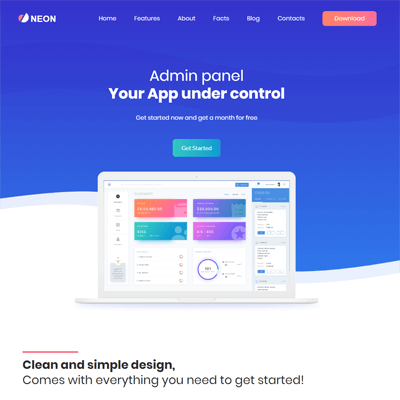 NEON
Home Features About Facts Blog Contacts Download
Admin panel
Your App under control
Get started now and get a month for free
Get Started
Clean and simple design,
Comes with everything you need to get started!